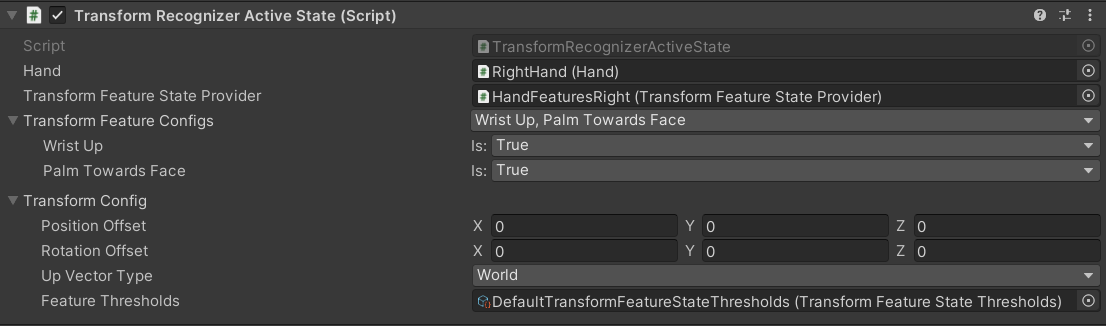 Transform Recognizer Active State (Script)
Script TransformRecognizerActiveState
Hand RightHand (Hand)
Transform Feature State Provider HandFeaturesRight (Transform Feature State Provider)
Transform Feature Configs Wrist Up, Palm Towards Face
Wrist Up Is: True
Palm Towards Face Is: True
Transform Config
Position Offset X 0 Y 0 Z 0
Rotation Offset X 0 Y 0 Z 0
Up Vector Type World
Feature Thresholds DefaultTransformFeatureStateThresholds (Transform Feature State Thresholds)